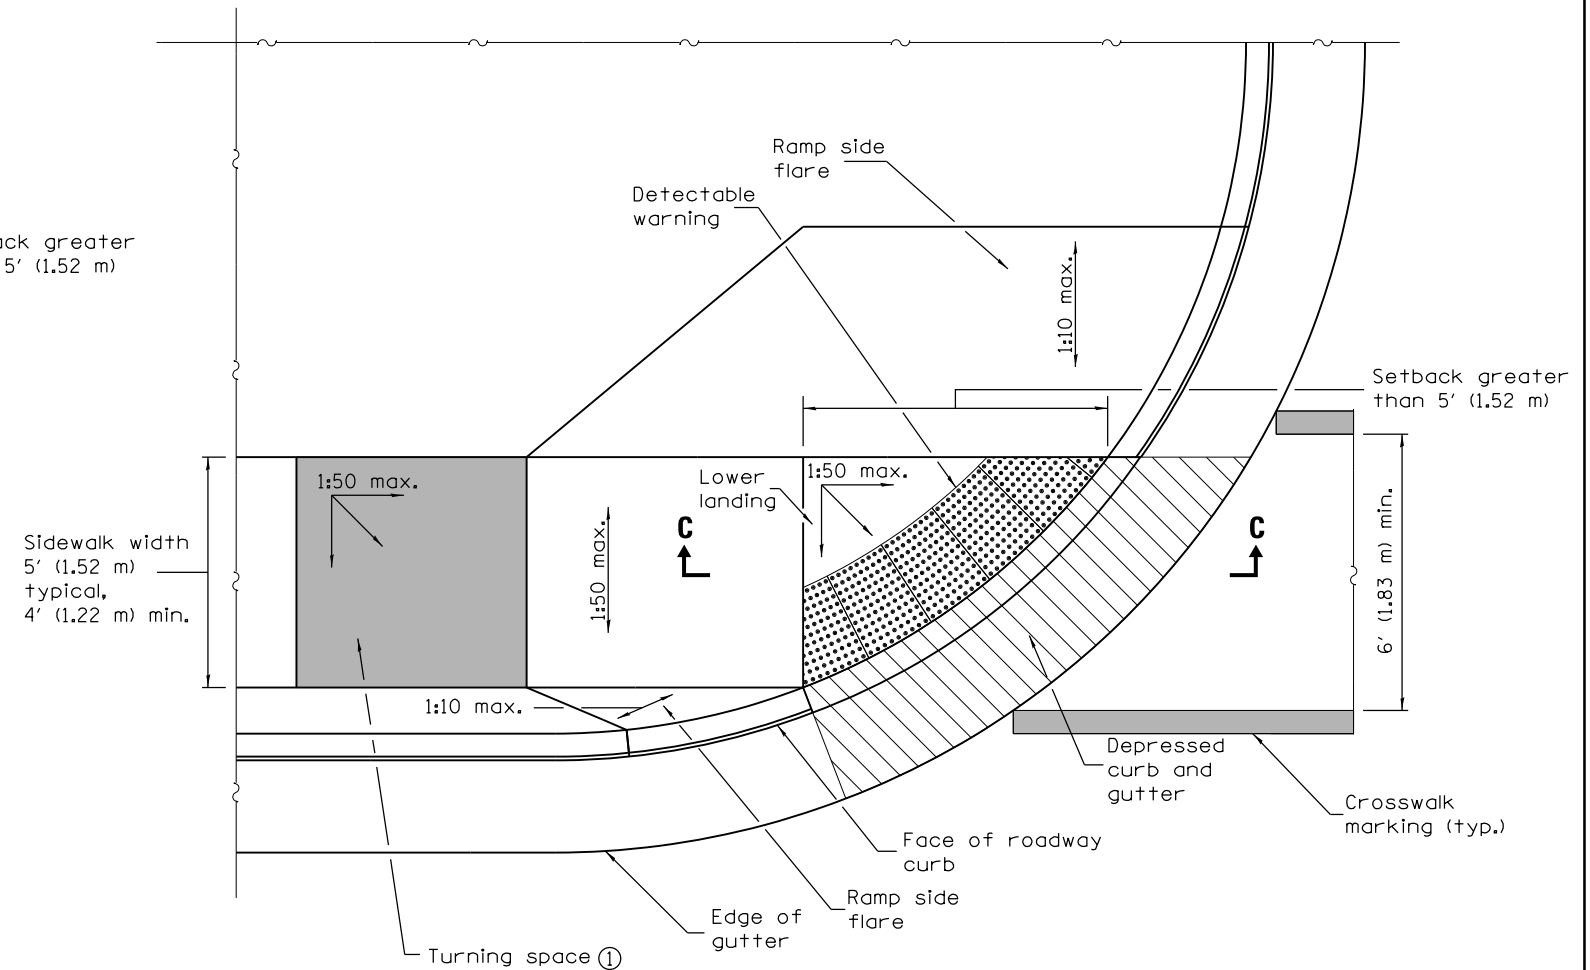 Ramp side
flare
Detectable
warning
ack greater
5' (1.52 m)
1:10 max.
Setback greater
than 5' (1.52 m)
1:50 max.
Lower
landing
1:50 max.
C
C
1:50 max.
Sidewalk width
5' (1.52 m)
typical,
4' (1.22 m) min.
6' (1.83 m) min.
1:10 max.
Depressed
curb and
gutter
Crosswalk
marking (typ.)
Face of roadway
curb
Ramp side
flare
Edge of
gutter
Turning space ①